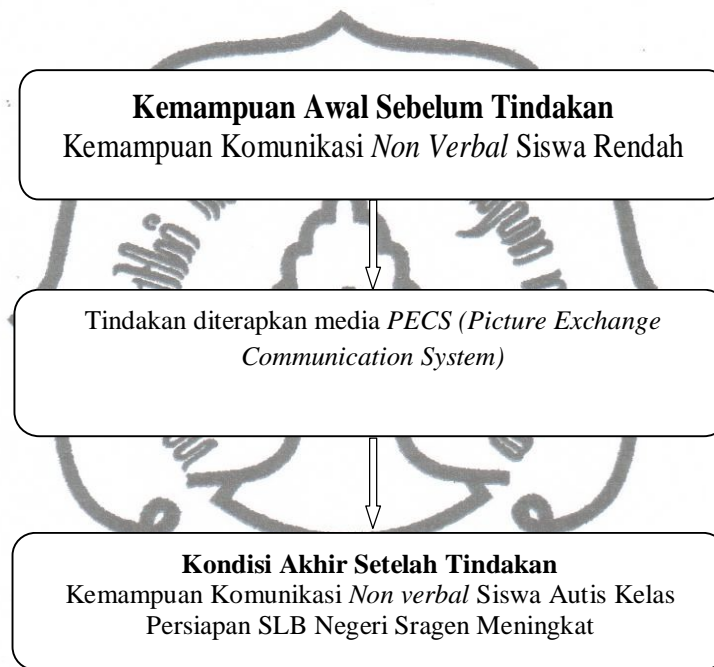 Kemampuan Awal Sebelum Tindakan
Kemampuan Komunikasi Non Verbal Siswa Rendah
Tindakan diterapkan media PECS (Picture Exchange
Communication System)
Kondisi Akhir Setelah Tindakan
Kemampuan Komunikasi Non verbal Siswa Autis Kelas
Persiapan SLB Negeri Sragen Meningkat